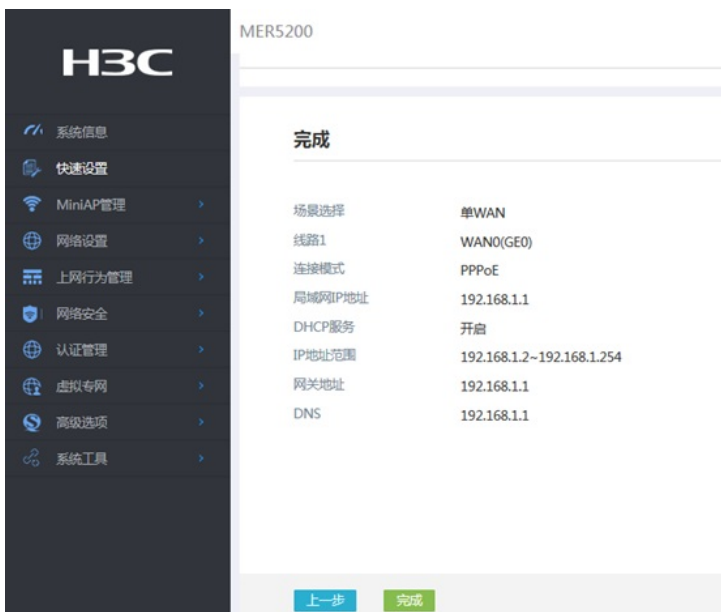 MER5200
H3C
系统信息
快速设置
MiniAP管理
网络设置
上网行为管理
网络安全
认证管理
虚拟专网
高级选项
系统工具
完成
场景选择 单WAN
线路1 WAN0(GE0)
连接模式 PPPoE
局域网IP地址 192.168.1.1
DHCP服务 开启
IP地址范围 192.168.1.2~192.168.1.254
网关地址 192.168.1.1
DNS 192.168.1.1
上一步 完成